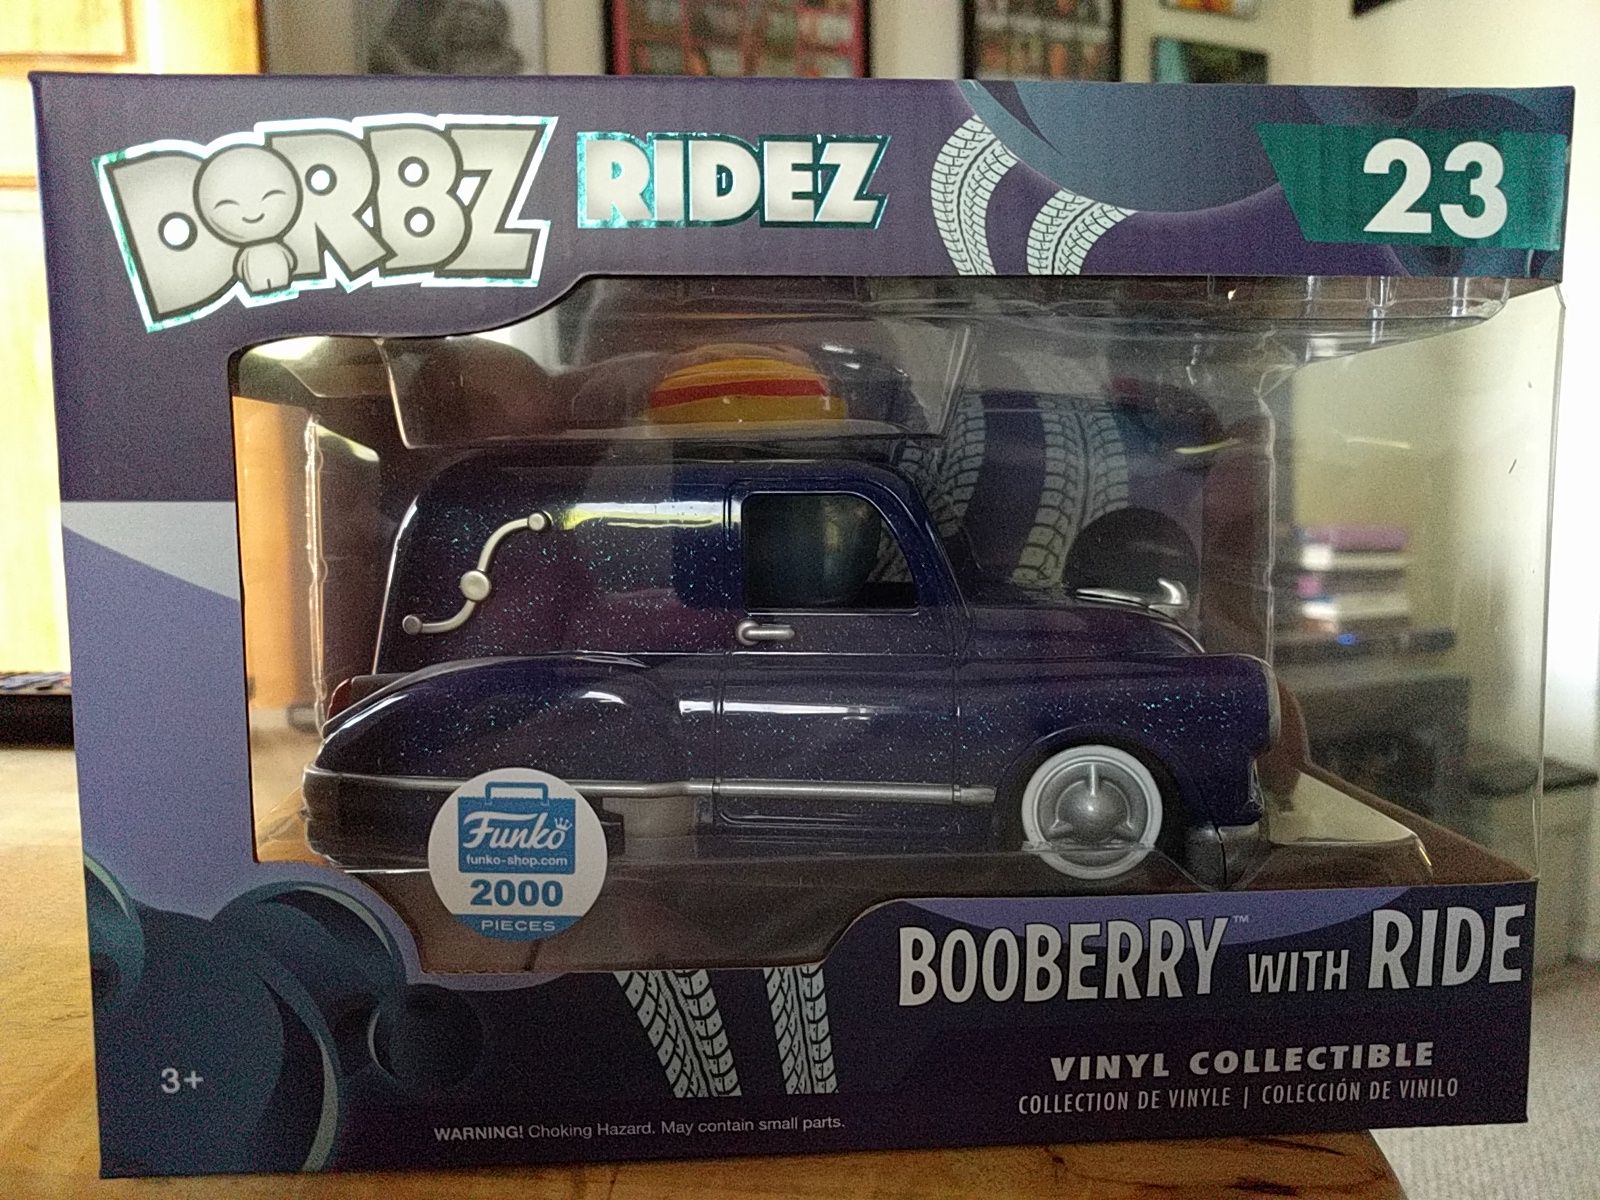 DORBZ RIDEZ
23
Funko
funko-shop.com
2000
PIECES
BOOBERRY™ WITH RIDE
VINYL COLLECTIBLE
COLLECTION DE VINYLE | COLECCIÓN DE VINILO
3+
WARNING! Choking Hazard. May contain small parts.